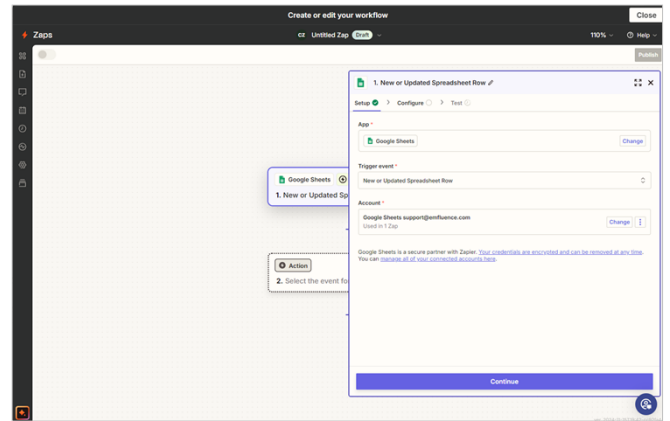 Create or edit your workflow
Close
Zaps
CZ Untitled Zap Draft
110%
Help
Publish
1. New or Updated Spreadsheet Row
Setup > Configure > Test
App *
Google Sheets
Change
Trigger event *
New or Updated Spreadsheet Row
Account *
Google Sheets support@emfluence.com
Used in 1 Zap
Change
Google Sheets is a secure partner with Zapier. Your credentials are encrypted and can be removed at any time.
You can manage all of your connected accounts here.
Google Sheets
1. New or Updated Sp
Action
2. Select the event fo
Continue